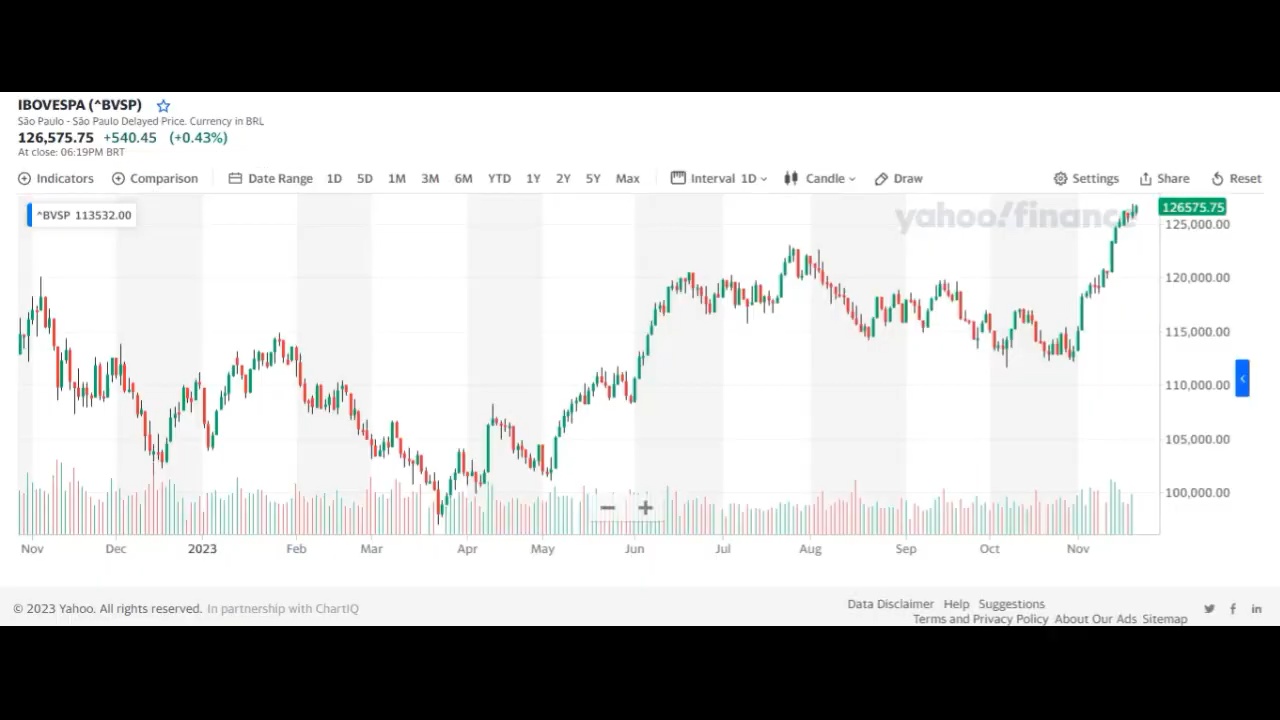 IBOVESPA (^BVSP)
São Paulo - São Paulo Delayed Price. Currency in BRL
126,575.75 +540.45 (+0.43%)
At close: 06:19PM BRT
Indicators Comparison Date Range 1D 5D 1M 3M 6M YTD 1Y 2Y 5Y Max Interval 1D Candle Draw Settings Share Reset
^BVSP 113532.00
yahoo!finance
126575.75
125,000.00
120,000.00
115,000.00
110,000.00
105,000.00
100,000.00
Nov Dec 2023 Feb Mar Apr May Jun Jul Aug Sep Oct Nov
© 2023 Yahoo. All rights reserved. In partnership with ChartIQ
Data Disclaimer Help Suggestions
Terms and Privacy Policy About Our Ads Sitemap